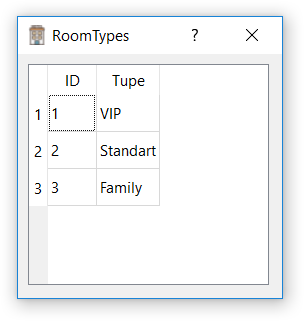 RoomTypes ?
ID Tupe
1 1 VIP
2 2 Standart
3 3 Family